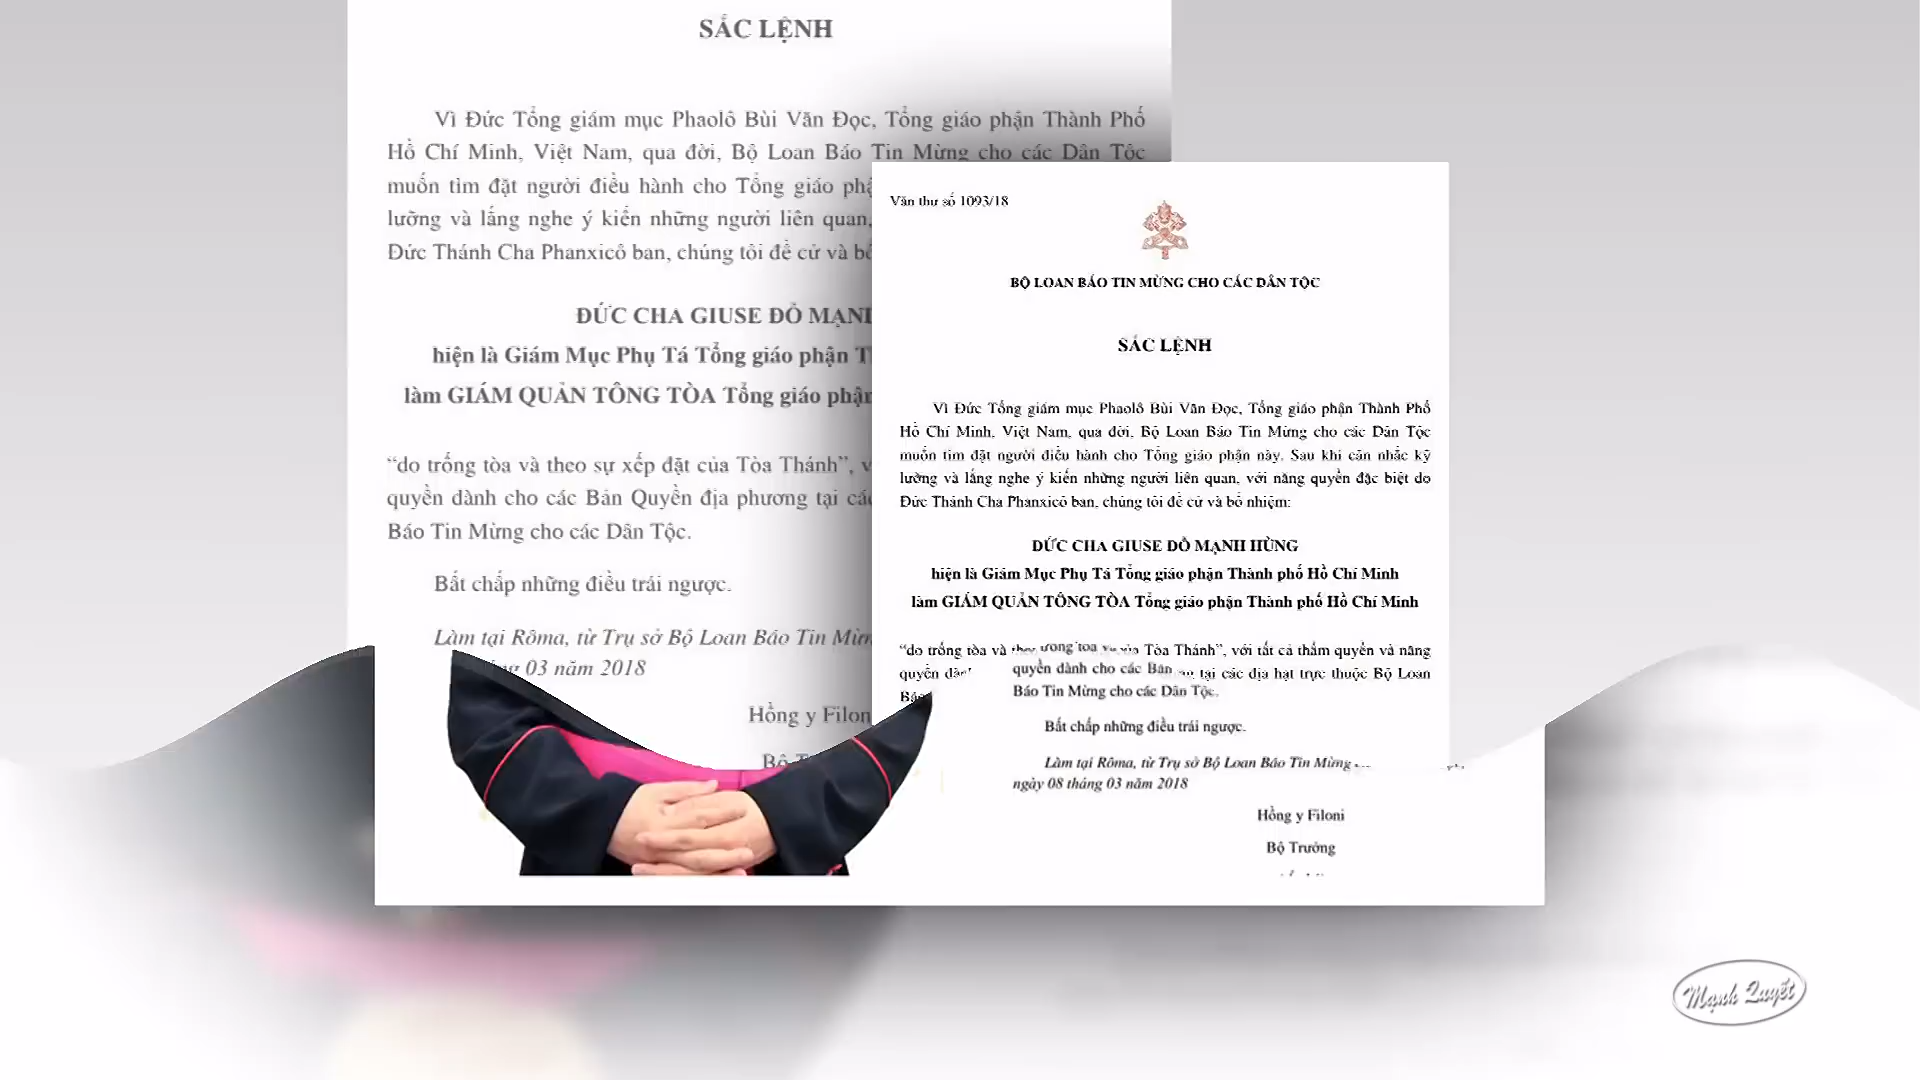 SẮC LỆNH
Vì Đức Tổng giám mục Phaolô Bùi Văn Đọc, Tổng giáo phận Thành Phố
Hồ Chí Minh, Việt Nam, qua đời, Bộ Loan Báo Tin Mừng cho các Dân Tộc
muốn tìm đặt người điều hành cho Tổng giáo
lưỡng và lắng nghe ý kiến những người liên quan,
Đức Thánh Cha Phanxicô ban, chúng tôi đề cử và
ĐỨC CHA GIUSE ĐỖ
hiện là Giám Mục Phụ Tá Tổng giáo phận
làm GIÁM QUẢN TÔNG TÒA Tổng giáo phận
“do trống tòa và theo sự xếp đặt của Tòa Thánh”,
quyền dành cho các Bản Quyền địa phương tại
Báo Tin Mừng cho các Dân Tộc.
Bất chấp những điều trái ngược.
Làm tại Rôma, từ Trụ sở Bộ Loan Báo Tin
03 năm 2018
Hồng y
Bộ
Văn thư số 1093/18
BỘ LOAN BÁO TIN MỪNG CHO CÁC DÂN TỘC
SẮC LỆNH
Vì Đức Tổng giám mục Phaolô Bùi Văn Đọc, Tổng giáo phận Thành Phố
Hồ Chí Minh, Việt Nam, qua đời, Bộ Loan Báo Tin Mừng cho các Dân Tộc
muốn tìm đặt người điều hành cho Tổng giáo phận này. Sau khi cân nhắc kỹ
lưỡng và lắng nghe ý kiến những người liên quan, với năng quyền đặc biệt do
Đức Thánh Cha Phanxicô ban, chúng tôi đề cử và bổ nhiệm:
ĐỨC CHA GIUSE ĐỖ MẠNH HÙNG
hiện là Giám Mục Phụ Tá Tổng giáo phận Thành phố Hồ Chí Minh
làm GIÁM QUẢN TÔNG TÒA Tổng giáo phận Thành phố Hồ Chí Minh
“do trống tòa và Tòa Thánh”, với tất cả thẩm quyền và năng
quyền tại các địa hạt trực thuộc Bộ Loan
quyền dành cho các Bản
Báo Tin Mừng cho các Dân Tộc.
Bất chấp những điều trái ngược.
Làm tại Rôma, từ Trụ sở Bộ Loan Báo Tin Mừng
ngày 08 tháng 03 năm 2018
Hồng y Filoni
Bộ Trưởng
Mạnh Quyết